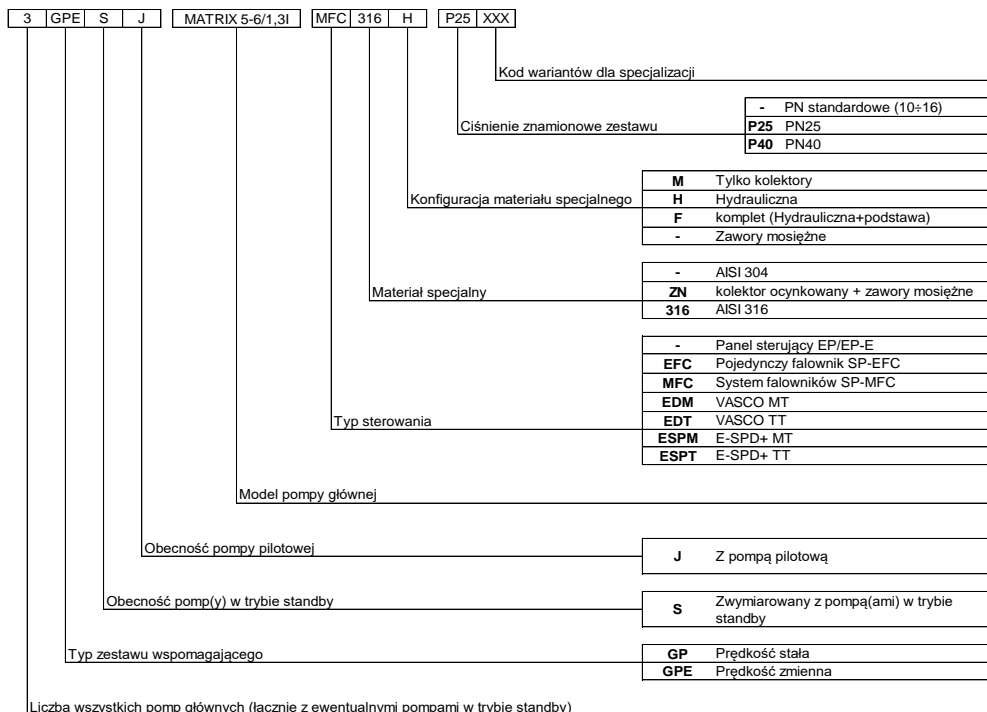 3 GPE S J MATRIX 5-6/1,3I MFC 316 H P25 XXX
Kod wariantów dla specjalizacji
- PN standardowe (10÷16)
Ciśnienie znamionowe zestawu P25 PN25
P40 PN40
M Tylko kolektory
Konfiguracja materiału specjalnego H Hydrauliczna
F komplet (Hydrauliczna+podstawa)
- Zawory mosiężne
- AISI 304
Materiał specjalny ZN kolektor ocynkowany + zawory mosiężne
316 AISI 316
- Panel sterujący EP/EP-E
EFC Pojedynczy falownik SP-EFC
MFC System falowników SP-MFC
EDM VASCO MT
Typ sterowania EDT VASCO TT
ESPM E-SPD+ MT
ESPT E-SPD+ TT
Model pompy głównej
Obecność pompy pilotowej J Z pompą pilotową
Obecność pomp(y) w trybie standby S Zwymiarowany z pompą(ami) w trybie
standby
Typ zestawu wspomagającego GP Prędkość stała
GPE Prędkość zmienna
Liczba wszystkich pomp głównych (łącznie z ewentualnymi pompami w trybie standby)